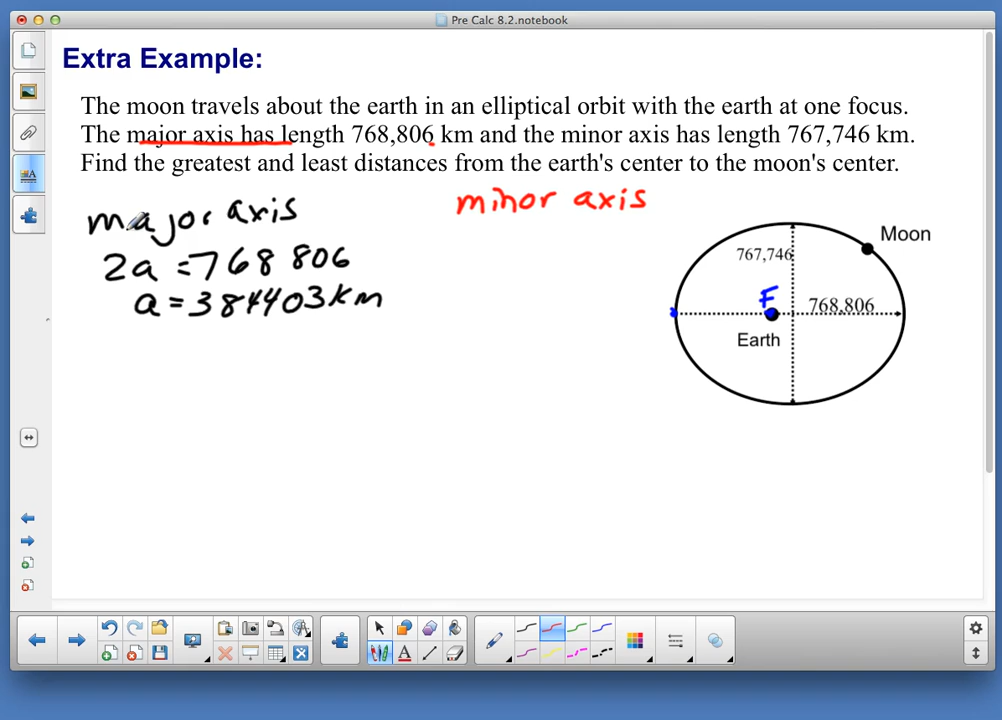 Pre Calc 8.2.notebook
Extra Example:
The moon travels about the earth in an elliptical orbit with the earth at one focus.
The major axis has length 768,806 km and the minor axis has length 767,746 km.
Find the greatest and least distances from the earth's center to the moon's center.
major axis
minor axis
2a = 768 806
a = 384403 km
Moon
767,746
F
768,806
Earth
A
A